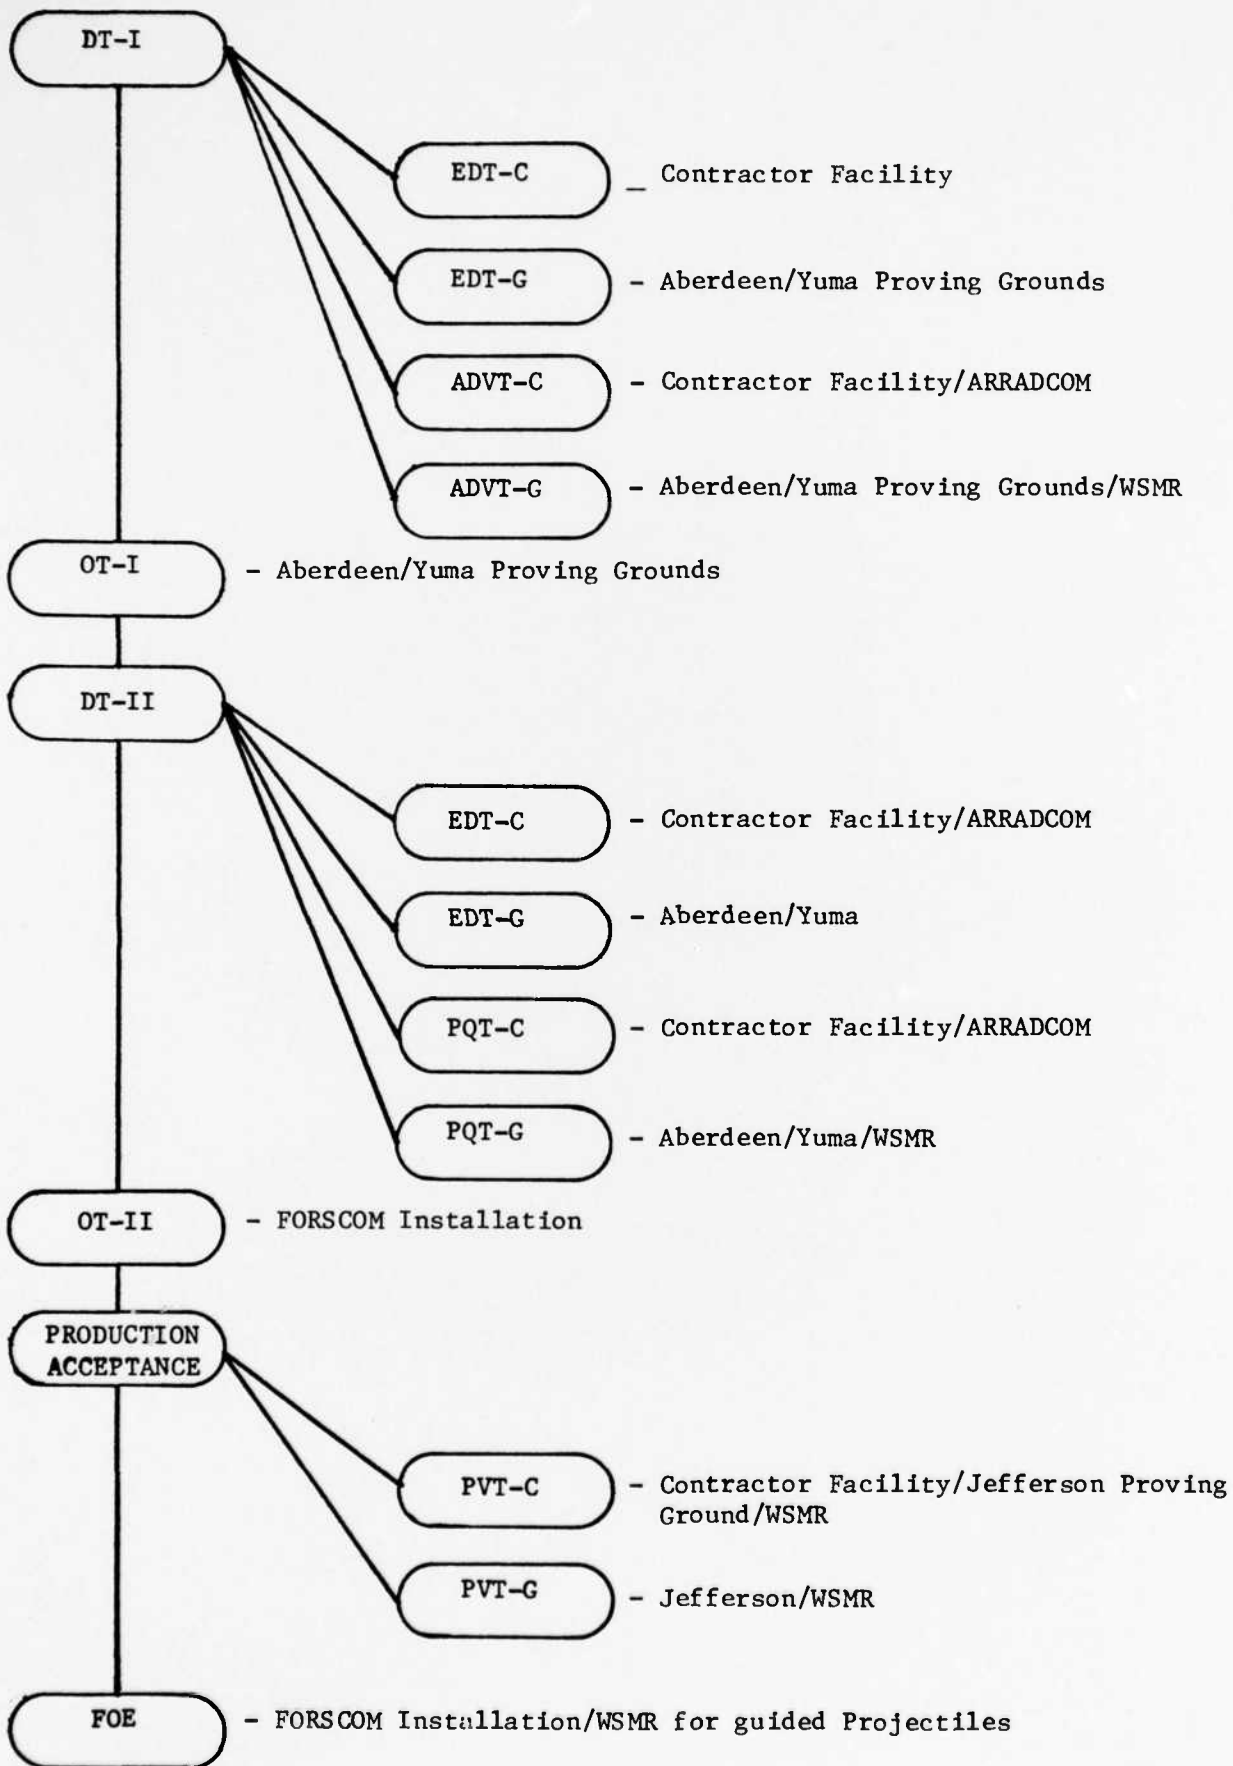 DT-I
EDT-C
_ Contractor Facility
EDT-G
- Aberdeen/Yuma Proving Grounds
ADVT-C
- Contractor Facility/ARRADCOM
ADVT-G
- Aberdeen/Yuma Proving Grounds/WSMR
OT-I
- Aberdeen/Yuma Proving Grounds
DT-II
EDT-C
- Contractor Facility/ARRADCOM
EDT-G
- Aberdeen/Yuma
PQT-C
- Contractor Facility/ARRADCOM
PQT-G
- Aberdeen/Yuma/WSMR
OT-II
- FORSCOM Installation
PRODUCTION
ACCEPTANCE
PVT-C
- Contractor Facility/Jefferson Proving
Ground/WSMR
PVT-G
- Jefferson/WSMR
FOE
- FORSCOM Installation/WSMR for guided Projectiles